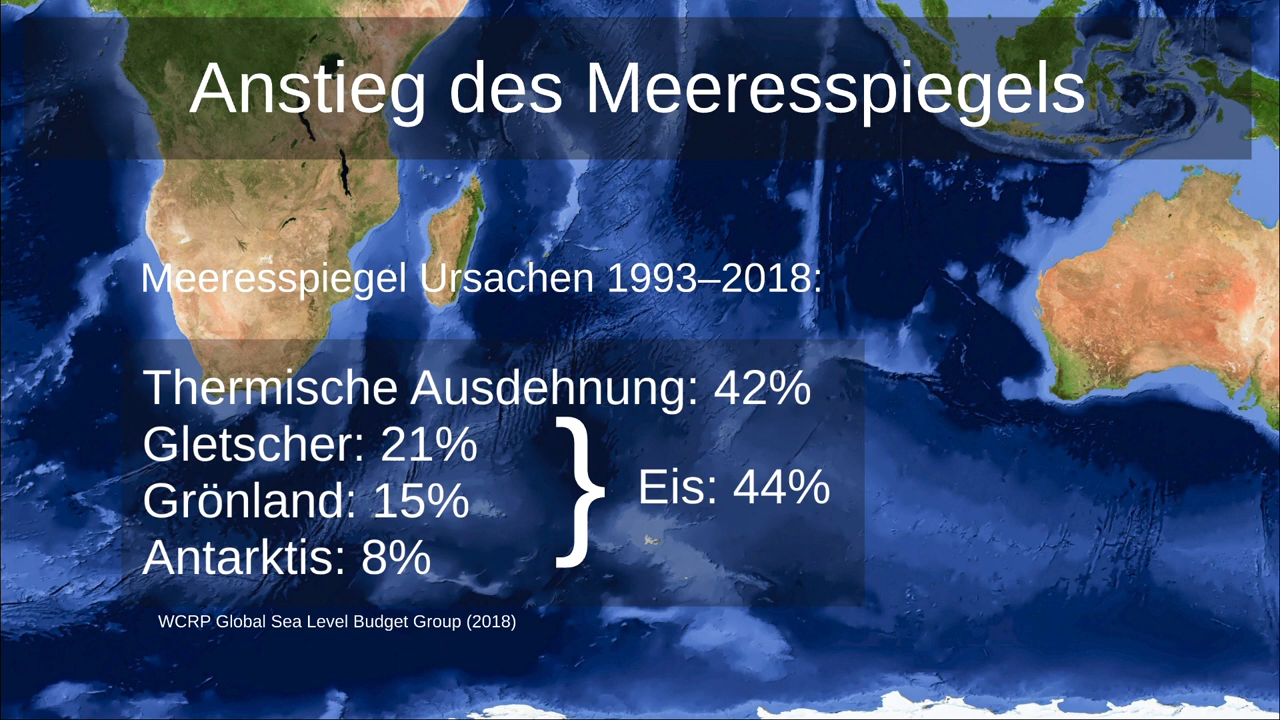 Anstieg des Meeresspiegels
Meeresspiegel Ursachen 1993–2018:
Thermische Ausdehnung: 42%
Gletscher: 21%
Grönland: 15%
Antarktis: 8%
} Eis: 44%
WCRP Global Sea Level Budget Group (2018)